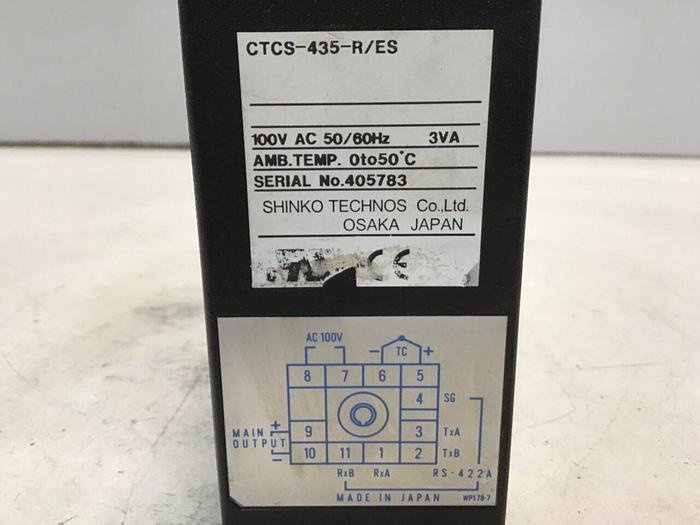 CTCS-435-R/ES
100V AC 50/60Hz 3VA
AMB.TEMP. 0to50°C
SERIAL No.405783
SHINKO TECHNOS Co.,Ltd.
OSAKA JAPAN
CE
AC 100V
− TC +
8 7 6 5
4 SG
MAIN OUTPUT + −
9 3 TxA
10 11 1 2 TxB
RxB RxA RS-422A
MADE IN JAPAN WP178-7